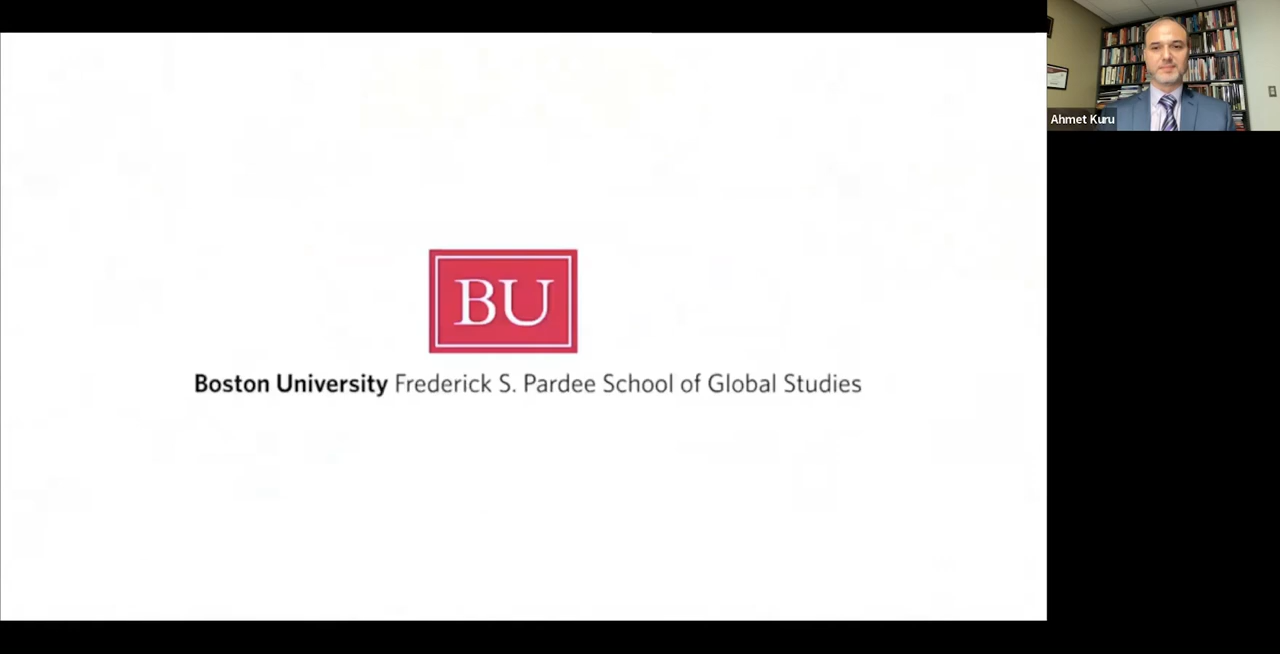 Ahmet Kuru
BU
Boston University Frederick S. Pardee School of Global Studies